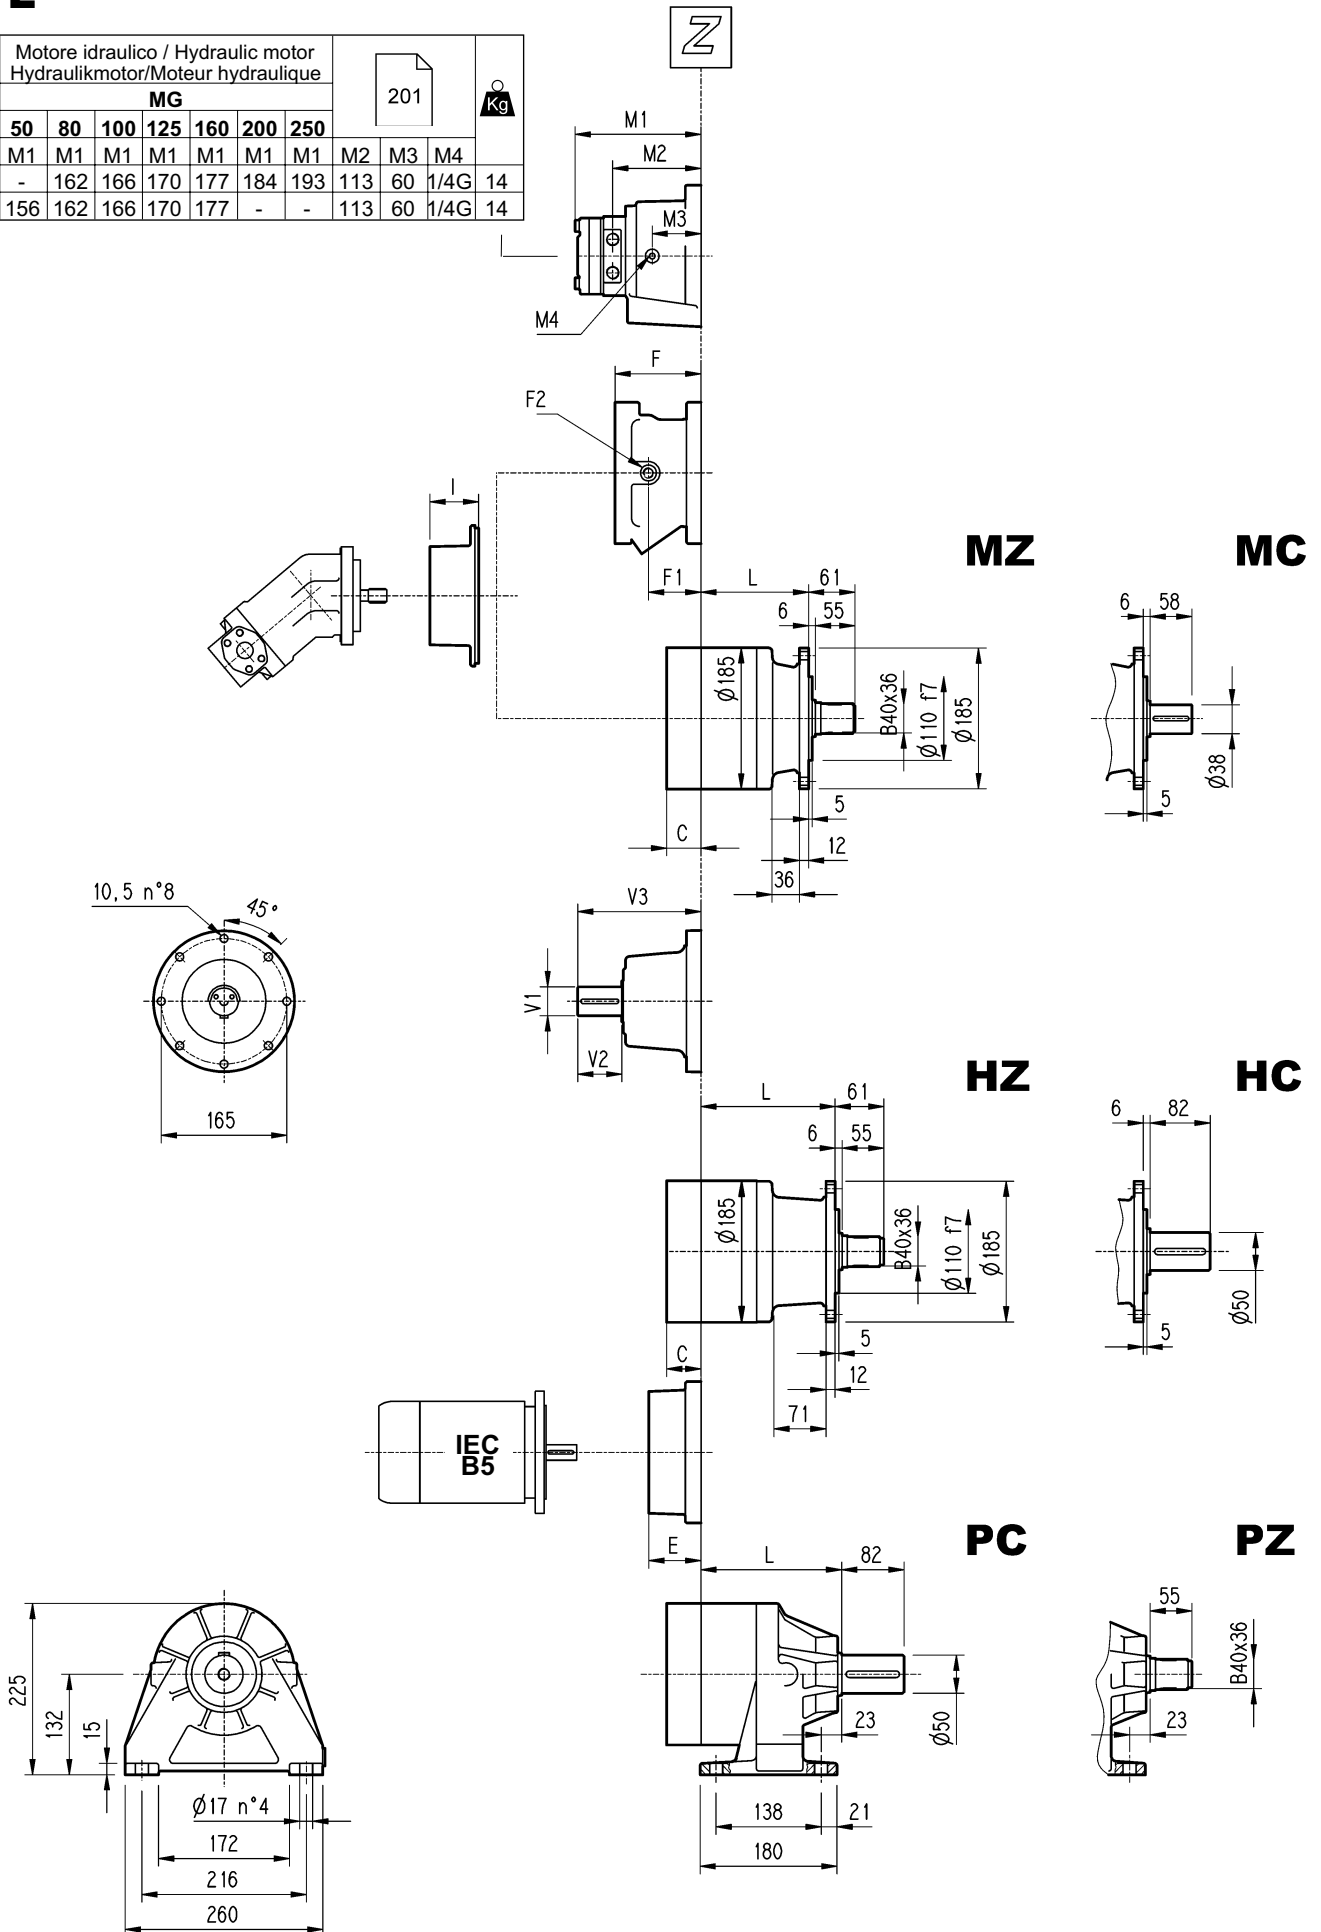 Z
Motore idraulico / Hydraulic motor
Hydraulikmotor/Moteur hydraulique
201
Kg
MG
50 80 100 125 160 200 250
M1 M1 M1 M1 M1 M1 M1 M2 M3 M4
- 162 166 170 177 184 193 113 60 1/4G 14
156 162 166 170 177 - - 113 60 1/4G 14
M1
M2
M3
M4
F
F2
I
MZ
MC
F1 L 61
6 55
6 58
Ø185
B40x36
Ø110 f7
Ø185
Ø38
5
5
C
12
36
10,5 n°8
45°
V3
V1
V2
165
HZ
HC
L 61
6 82
6 55
Ø185
B40x36
Ø110 f7
Ø185
Ø50
5
5
C
12
71
IEC
B5
E
PC
PZ
L 82
55
B40x36
225
132
15
23
Ø50
23
Ø17 n°4
138 21
172
180
216
260